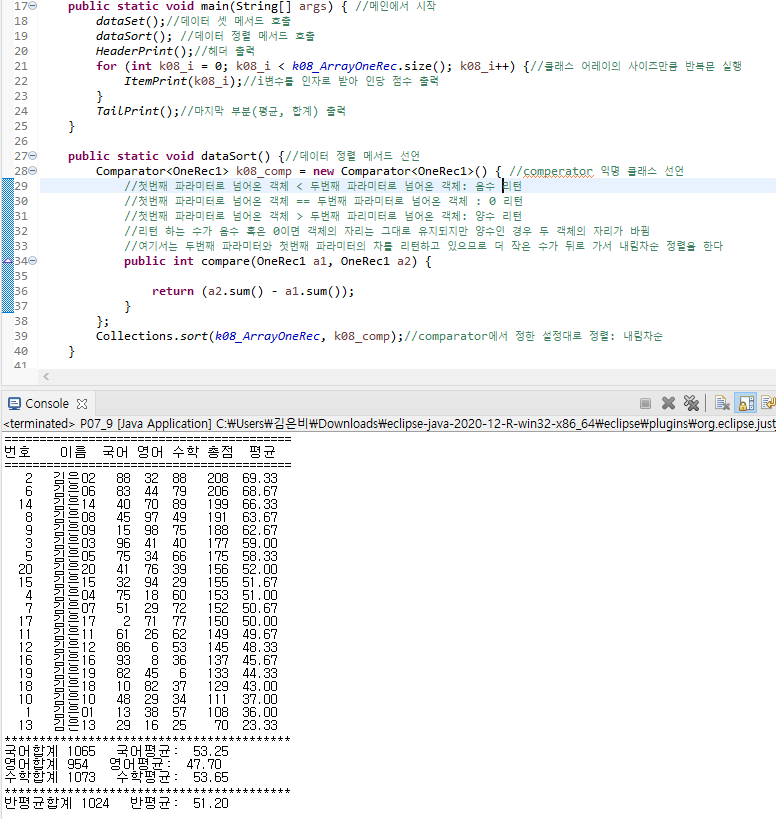 17 public static void main(String[] args) { //메인에서 시작
18 dataSet();//데이터 셋 메서드 호출
19 dataSort(); //데이터 정렬 메서드 호출
20 HeaderPrint();//헤더 출력
21 for (int k08_i = 0; k08_i < k08_ArrayOneRec.size(); k08_i++) {//클래스 어레이의 사이즈만큼 반복문 실행
22 ItemPrint(k08_i);//i변수를 인자로 받아 인당 점수 출력
23 }
24 TailPrint();//마지막 부분(평균, 합계) 출력
25 }
26
27 public static void dataSort() {//데이터 정렬 메서드 선언
28 Comparator<OneRec1> k08_comp = new Comparator<OneRec1>() { //comperator 익명 클래스 선언
29 //첫번째 파라미터로 넘어온 객체 < 두번째 파라미터로 넘어온 객체: 음수 리턴
30 //첫번째 파라미터로 넘어온 객체 == 두번째 파라미터로 넘어온 객체 : 0 리턴
31 //첫번째 파라미터로 넘어온 객체 > 두번째 파리미터로 넘어온 객체: 양수 리턴
32 //리턴 하는 수가 음수 혹은 0이면 객체의 자리는 그대로 유지되지만 양수인 경우 두 객체의 자리가 바뀜
33 //여기서는 두번째 파라미터와 첫번째 파라미터의 차를 리턴하고 있으므로 더 작은 수가 뒤로 가서 내림차순 정렬을 한다
34 public int compare(OneRec1 a1, OneRec1 a2) {
35
36 return (a2.sum() - a1.sum());
37 }
38 };
39 Collections.sort(k08_ArrayOneRec, k08_comp);//comparator에서 정한 설정대로 정렬: 내림차순
40 }
41
Console
<terminated> P07_9 [Java Application] C:₩Users₩김은비₩Downloads₩eclipse-java-2020-12-R-win32-x86_64₩eclipse₩plugins₩org.eclipse.just
=========================================
번호 이름 국어 영어 수학 총점 평균
=========================================
2 김은02 88 32 88 208 69.33
6 김은06 83 44 79 206 68.67
14 김은14 40 70 89 199 66.33
8 김은08 45 97 49 191 63.67
9 김은09 15 98 75 188 62.67
3 김은03 96 41 40 177 59.00
5 김은05 75 34 66 175 58.33
20 김은20 41 76 39 156 52.00
15 김은15 32 94 29 155 51.67
4 김은04 75 18 60 153 51.00
7 김은07 51 29 72 152 50.67
17 김은17 2 71 77 150 50.00
11 김은11 61 26 62 149 49.67
12 김은12 86 6 53 145 48.33
16 김은16 93 8 36 137 45.67
19 김은19 82 45 6 133 44.33
18 김은18 10 82 37 129 43.00
10 김은10 48 29 34 111 37.00
1 김은01 13 38 57 108 36.00
13 김은13 29 16 25 70 23.33
*****************************************
국어합계 1065 국어평균: 53.25
영어합계 954 영어평균: 47.70
수학합계 1073 수학평균: 53.65
*****************************************
반평균합계 1024 반평균: 51.20